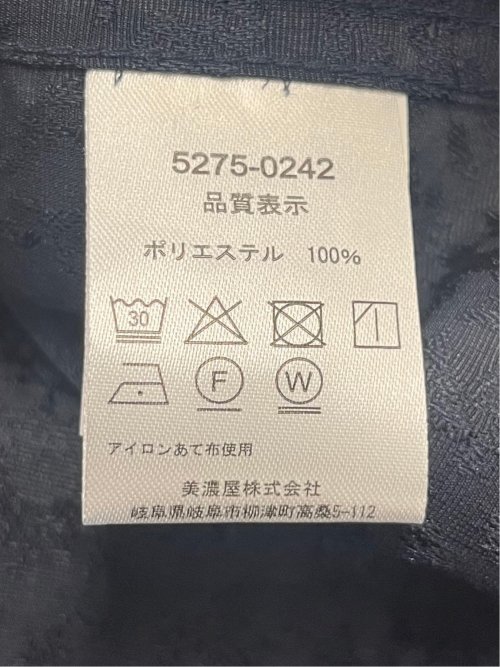 5275-0242
品質表示
ポリエステル 100%
30
F W
アイロンあて布使用
美濃屋株式会社
岐阜県岐阜市柳津町高桑5-112